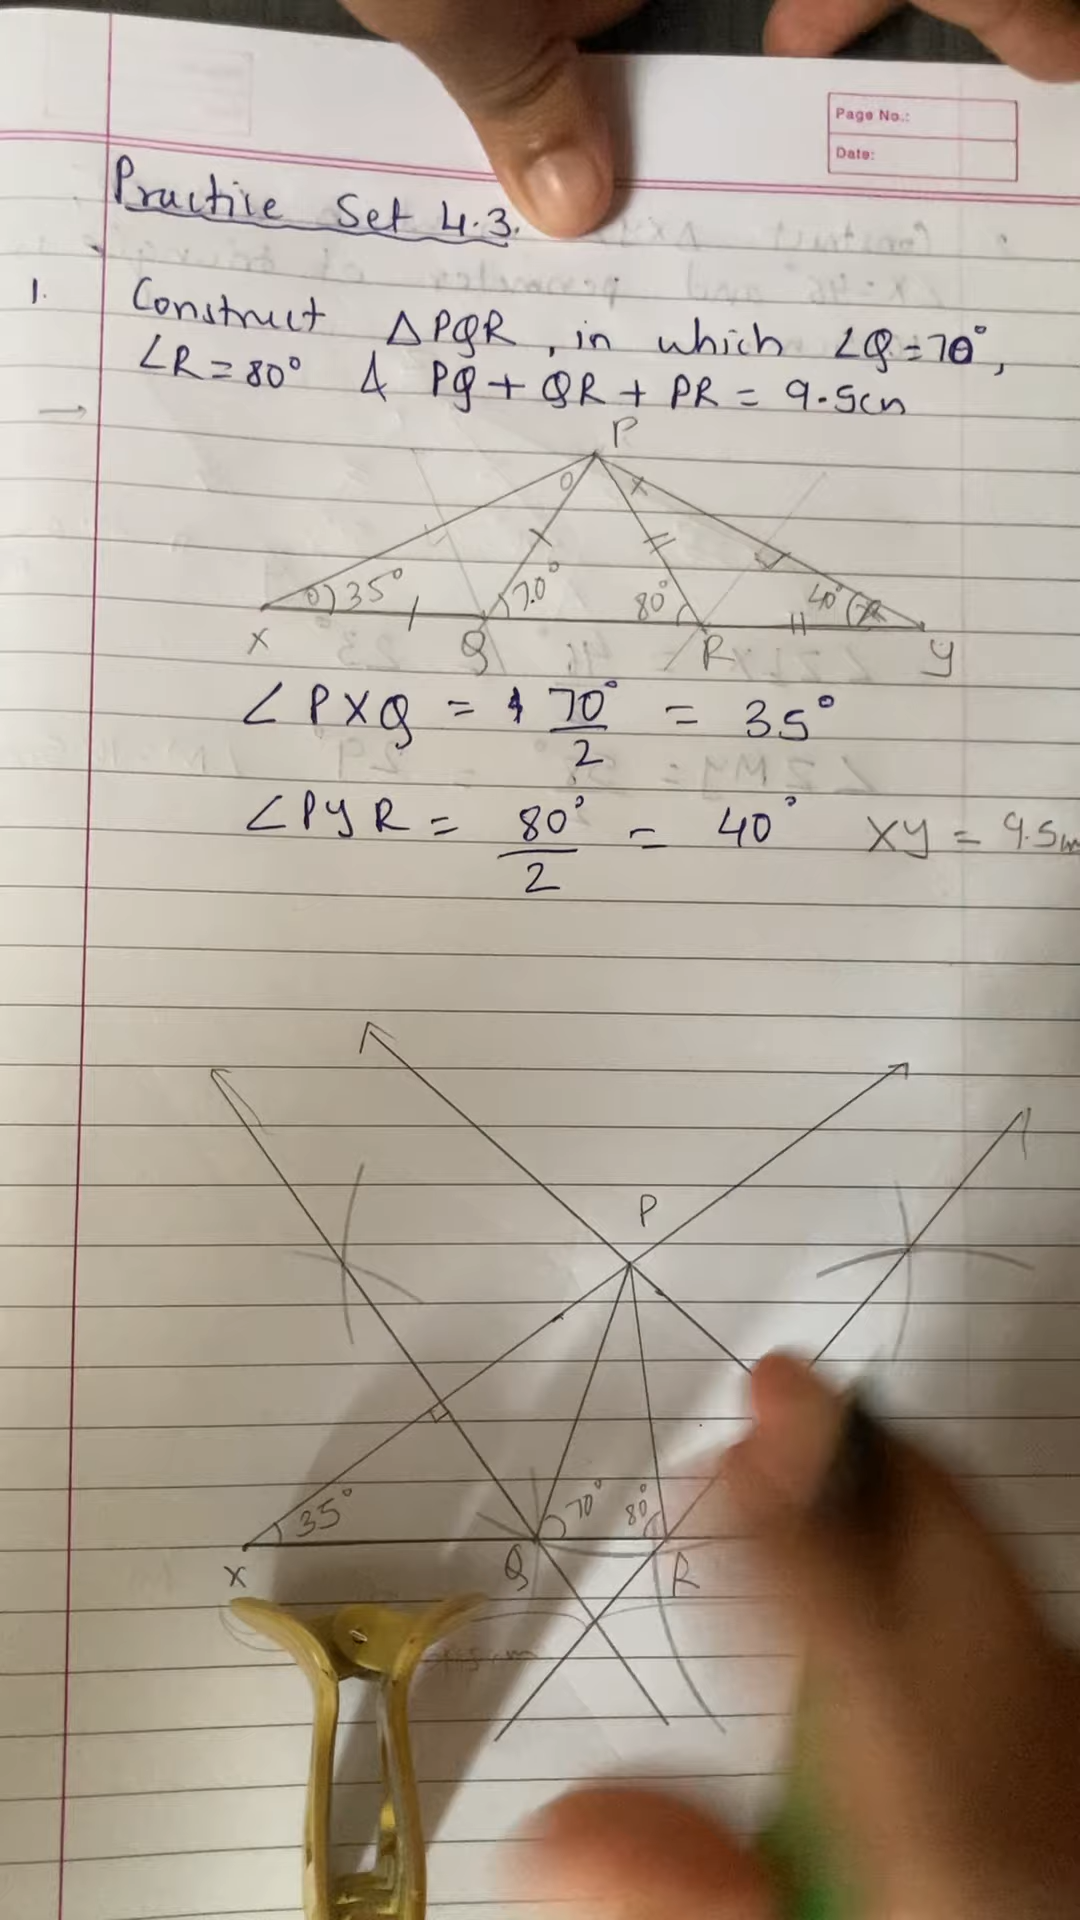 Page No.:
Date:
Practice Set 4.3.
1. Construct △PQR, in which ∠Q=70°,
∠R=80° & PQ+QR+PR=9.5cm
P
O x
O 35° 70° 80° 40° x
X Q R y
∠PXQ = 70°/2 = 35°
∠PyR = 80°/2 = 40° Xy = 9.5cm
P
35° 70° 80°
X Q R